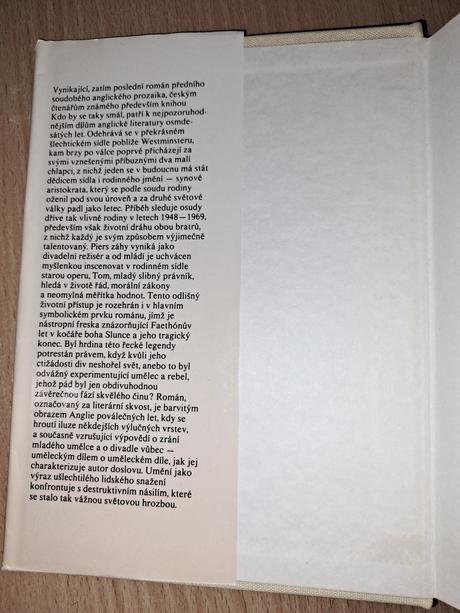 Vynikající, zatím poslední román předního
soudobého anglického prozaika, českým
čtenářům známého především knihou
Kdo by se taky smál, patří k nejpozoruhod-
nějším dílům anglické literatury osmde-
sátých let. Odehrává se v překrásném
šlechtickém sídle poblíže Westminsteru,
kam brzy po válce poprvé přicházejí za
svými vznešenými příbuznými dva malí
chlapci, z nichž jeden se v budoucnu má stát
dědicem sídla i rodinného jmění — synové
aristokrata, který se podle soudu rodiny
oženil pod svou úroveň a za druhé světové
války padl jako letec. Příběh sleduje osudy
dříve tak vlivné rodiny v letech 1948—1969,
především však životní dráhu obou bratrů,
z nichž každý je svým způsobem výjimečně
talentovaný. Piers záhy vyniká jako
divadelní režisér a od mládí je uchvácen
myšlenkou inscenovat v rodinném sídle
starou operu, Tom, mladý slibný právník,
hledá v životě řád, morální zákony
a neomylná měřítka hodnot. Tento odlišný
životní přístup je rozehrán i v hlavním
symbolickém prvku románu, jímž je
nástropní freska znázorňující Faethónův
let v kočáře boha Slunce a jeho tragický
konec. Byl hrdina této řecké legendy
potrestán právem, když kvůli jeho
ctižádosti div neshořel svět, anebo to byl
odvážný experimentující umělec a rebel,
jehož pád byl jen obdivuhodnou
závěrečnou fází skvělého činu? Román,
označovaný za literární skvost, je barvitým
obrazem Anglie poválečných let, kdy se
hroutí iluze někdejších výlučných vrstev,
a současně vzrušující výpovědí o zrání
mladého umělce a o divadle vůbec —
uměleckým dílem o uměleckém díle, jak jej
charakterizuje autor doslovu. Umění jako
výraz ušlechtilého lidského snažení
konfrontuje s destruktivním násilím, které
se stalo tak vážnou světovou hrozbou.